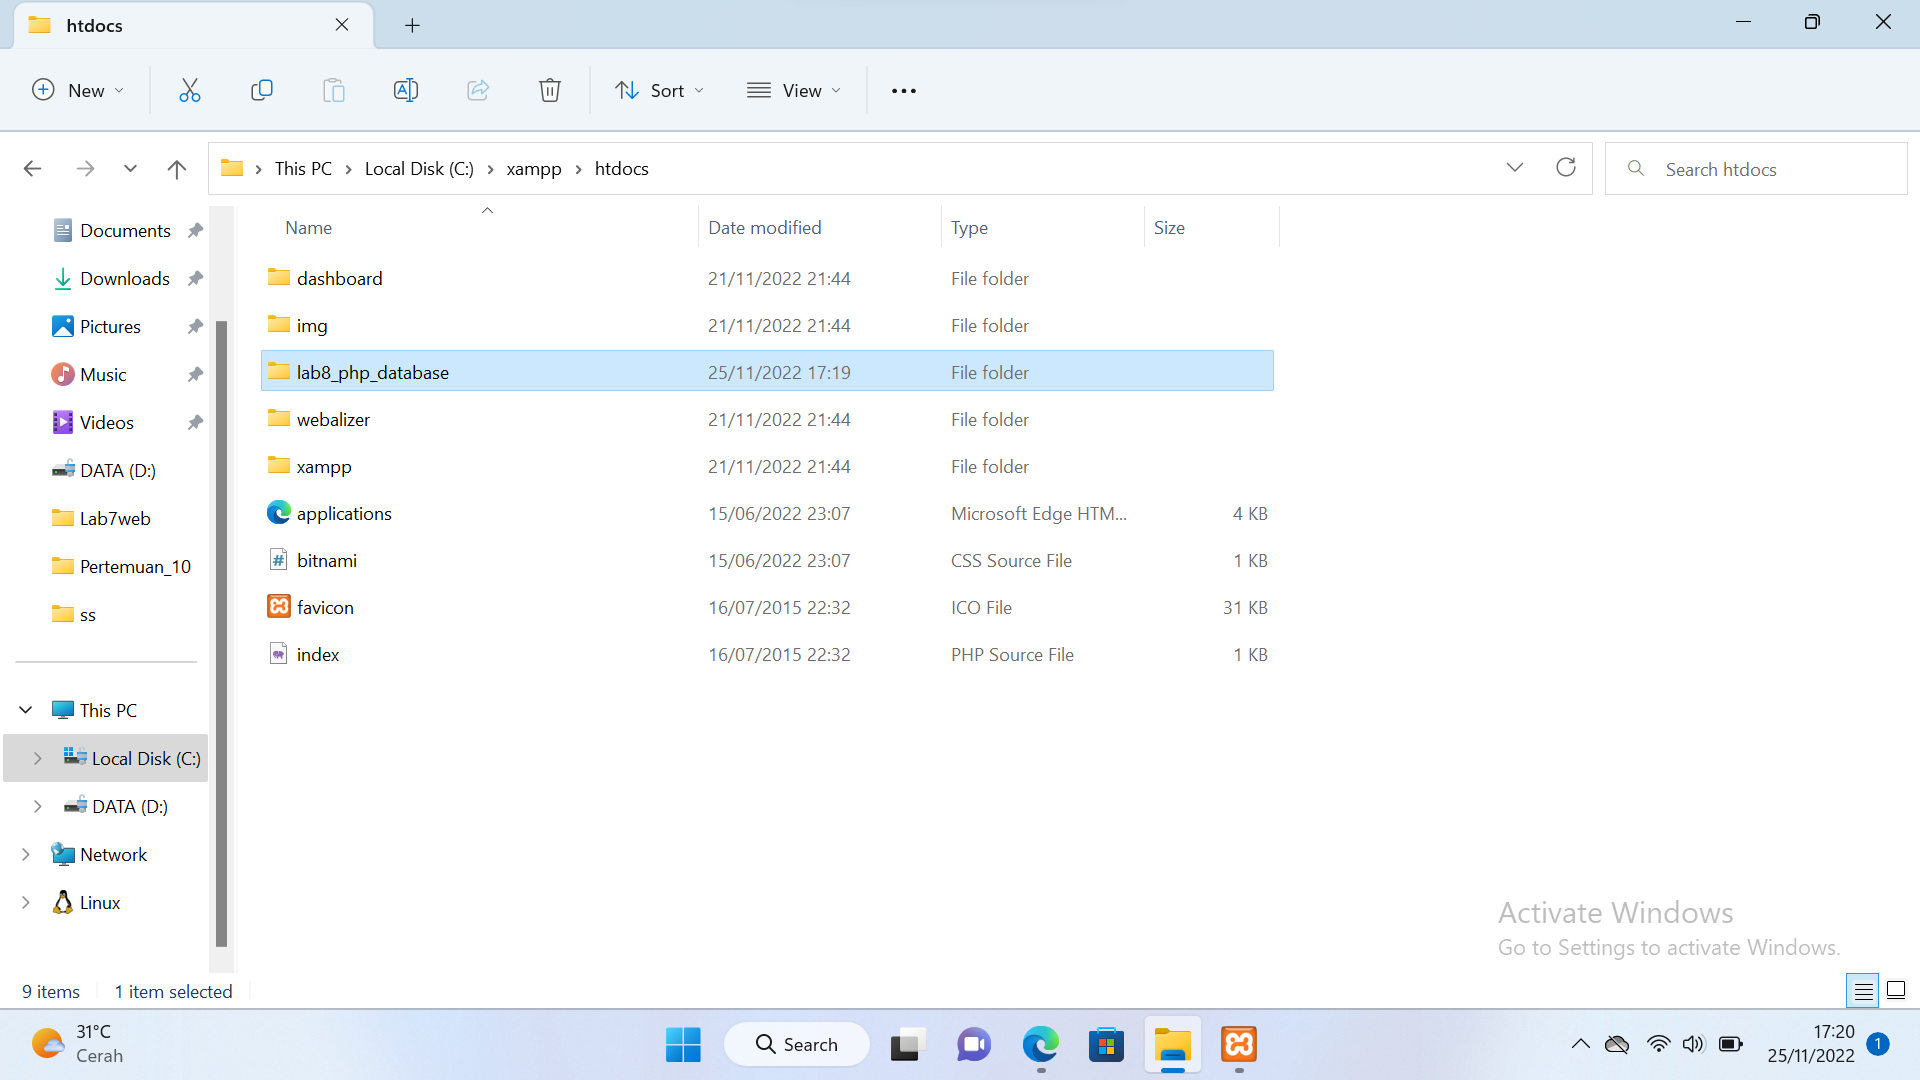 htdocs
New
Sort
View
This PC
Local Disk (C:)
xampp
htdocs
Search htdocs
Documents
Downloads
Pictures
Music
Videos
DATA (D:)
Lab7web
Pertemuan_10
ss
This PC
Local Disk (C:)
DATA (D:)
Network
Linux
Name Date modified Type Size
dashboard 21/11/2022 21:44 File folder
img 21/11/2022 21:44 File folder
lab8_php_database 25/11/2022 17:19 File folder
webalizer 21/11/2022 21:44 File folder
xampp 21/11/2022 21:44 File folder
applications 15/06/2022 23:07 Microsoft Edge HTM... 4 KB
bitnami 15/06/2022 23:07 CSS Source File 1 KB
favicon 16/07/2015 22:32 ICO File 31 KB
index 16/07/2015 22:32 PHP Source File 1 KB
Activate Windows
Go to Settings to activate Windows.
9 items 1 item selected
31°C
Cerah
Search
17:20
25/11/2022
1